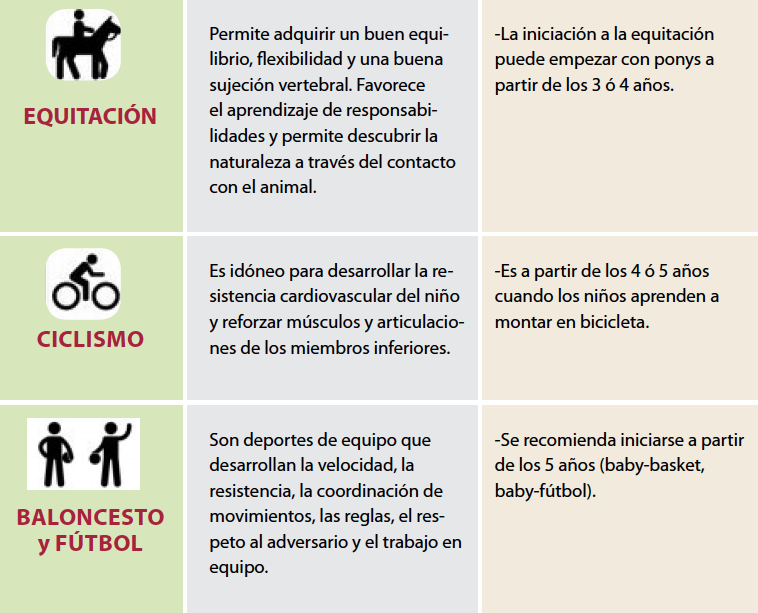 EQUITACIÓN
Permite adquirir un buen equi-
librio, flexibilidad y una buena
sujeción vertebral. Favorece
el aprendizaje de responsabi-
lidades y permite descubrir la
naturaleza a través del contacto
con el animal.
-La iniciación a la equitación
puede empezar con ponys a
partir de los 3 ó 4 años.
CICLISMO
Es idóneo para desarrollar la re-
sistencia cardiovascular del niño
y reforzar músculos y articulacio-
nes de los miembros inferiores.
-Es a partir de los 4 ó 5 años
cuando los niños aprenden a
montar en bicicleta.
BALONCESTO
y FÚTBOL
Son deportes de equipo que
desarrollan la velocidad, la
resistencia, la coordinación de
movimientos, las reglas, el res-
peto al adversario y el trabajo en
equipo.
-Se recomienda iniciarse a partir
de los 5 años (baby-basket,
baby-fútbol).